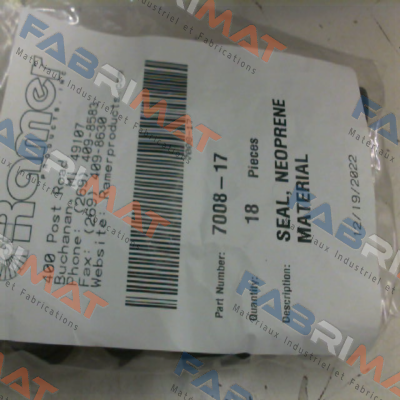 Ramer
400 Post Road
Buchanan, MI 49107
Phone: (269) 409-8583
Fax: (269) 409-8630
Website: Ramerproducts
Part Number: 7008-17
Quantity: 18 Pieces
Description: SEAL, NEOPRENE
MATERIAL
12/19/2022
FABRIMAT
Materiaux Industriel et Fabrications